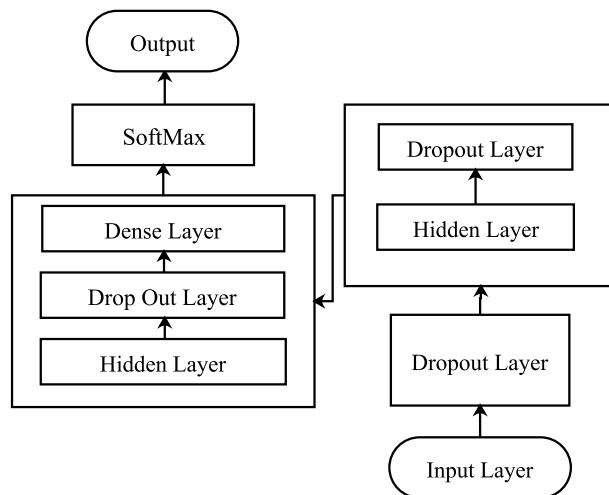 Output
SoftMax
Dropout Layer
Hidden Layer
Dense Layer
Drop Out Layer
Hidden Layer
Dropout Layer
Input Layer